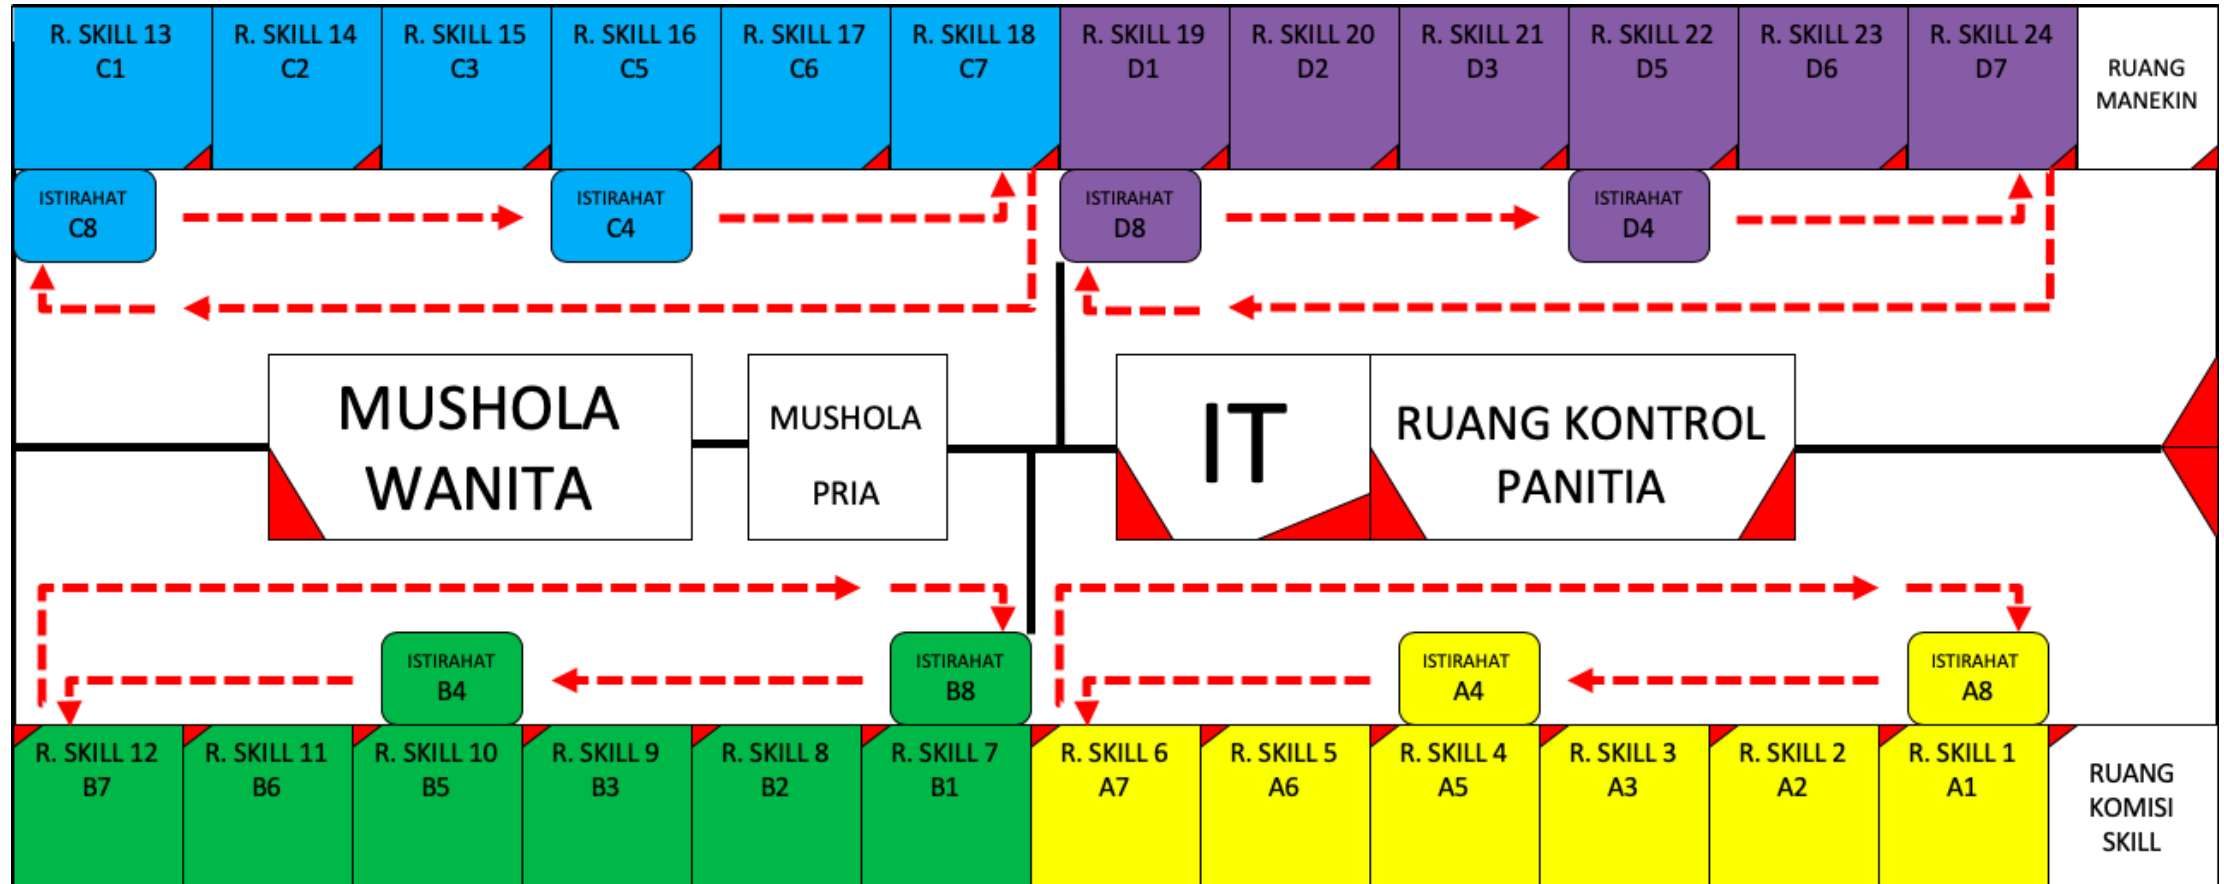 R. SKILL 13
C1
R. SKILL 14
C2
R. SKILL 15
C3
R. SKILL 16
C5
R. SKILL 17
C6
R. SKILL 18
C7
R. SKILL 19
D1
R. SKILL 20
D2
R. SKILL 21
D3
R. SKILL 22
D5
R. SKILL 23
D6
R. SKILL 24
D7
RUANG
MANEKIN
ISTIRAHAT
C8
ISTIRAHAT
C4
ISTIRAHAT
D8
ISTIRAHAT
D4
MUSHOLA
WANITA
MUSHOLA
PRIA
IT
RUANG KONTROL
PANITIA
ISTIRAHAT
B4
ISTIRAHAT
B8
ISTIRAHAT
A4
ISTIRAHAT
A8
R. SKILL 12
B7
R. SKILL 11
B6
R. SKILL 10
B5
R. SKILL 9
B3
R. SKILL 8
B2
R. SKILL 7
B1
R. SKILL 6
A7
R. SKILL 5
A6
R. SKILL 4
A5
R. SKILL 3
A3
R. SKILL 2
A2
R. SKILL 1
A1
RUANG
KOMISI
SKILL